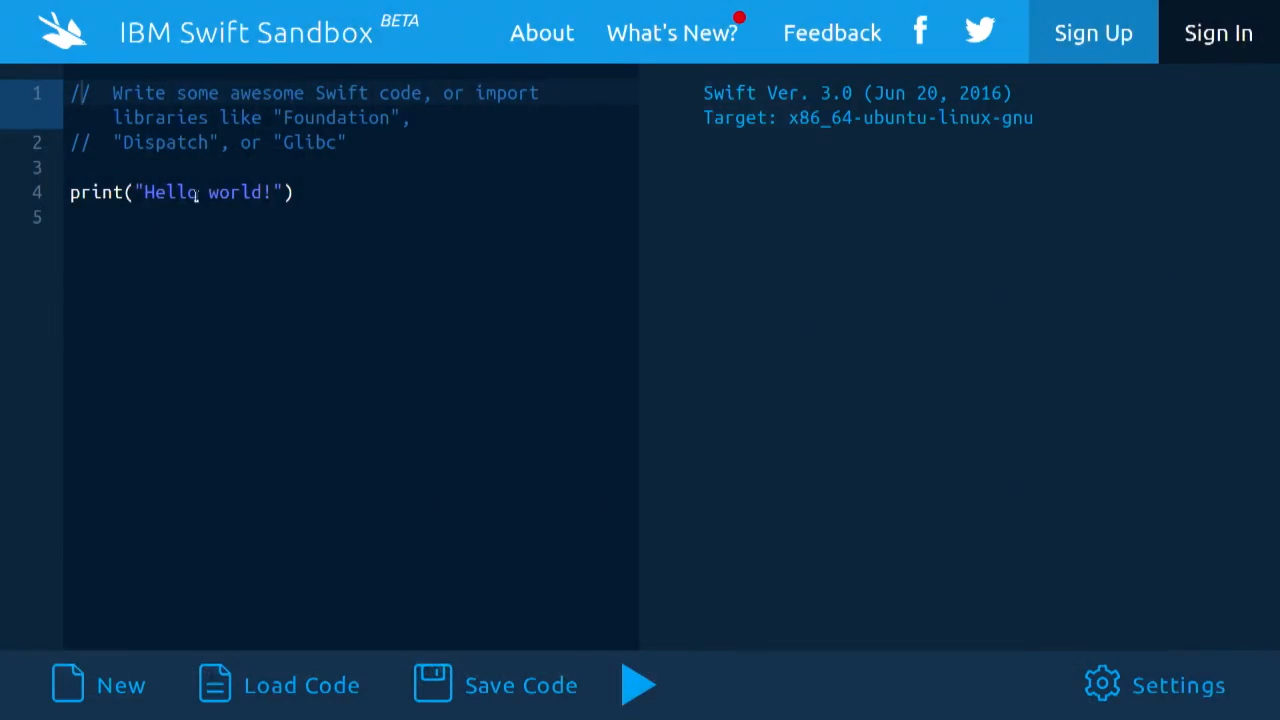 IBM Swift Sandbox BETA
About What's New? Feedback Sign Up Sign In
1 // Write some awesome Swift code, or import
libraries like "Foundation",
2 // "Dispatch", or "Glibc"
3
4 print("Hello world!")
5
Swift Ver. 3.0 (Jun 20, 2016)
Target: x86_64-ubuntu-linux-gnu
New Load Code Save Code Settings